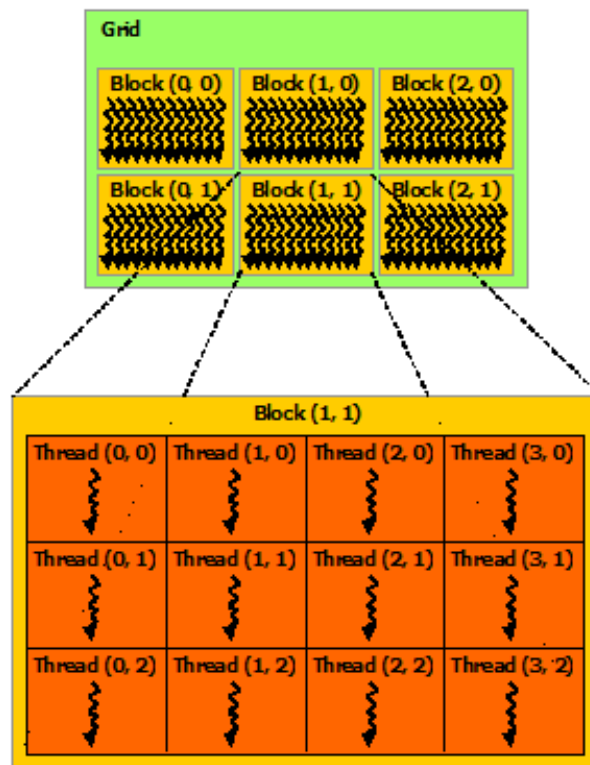 Grid
Block (0, 0) Block (1, 0) Block (2, 0)
Block (0, 1) Block (1, 1) Block (2, 1)
Block (1, 1)
Thread (0, 0) Thread (1, 0) Thread (2, 0) Thread (3, 0)
Thread (0, 1) Thread (1, 1) Thread (2, 1) Thread (3, 1)
Thread (0, 2) Thread (1, 2) Thread (2, 2) Thread (3, 2)